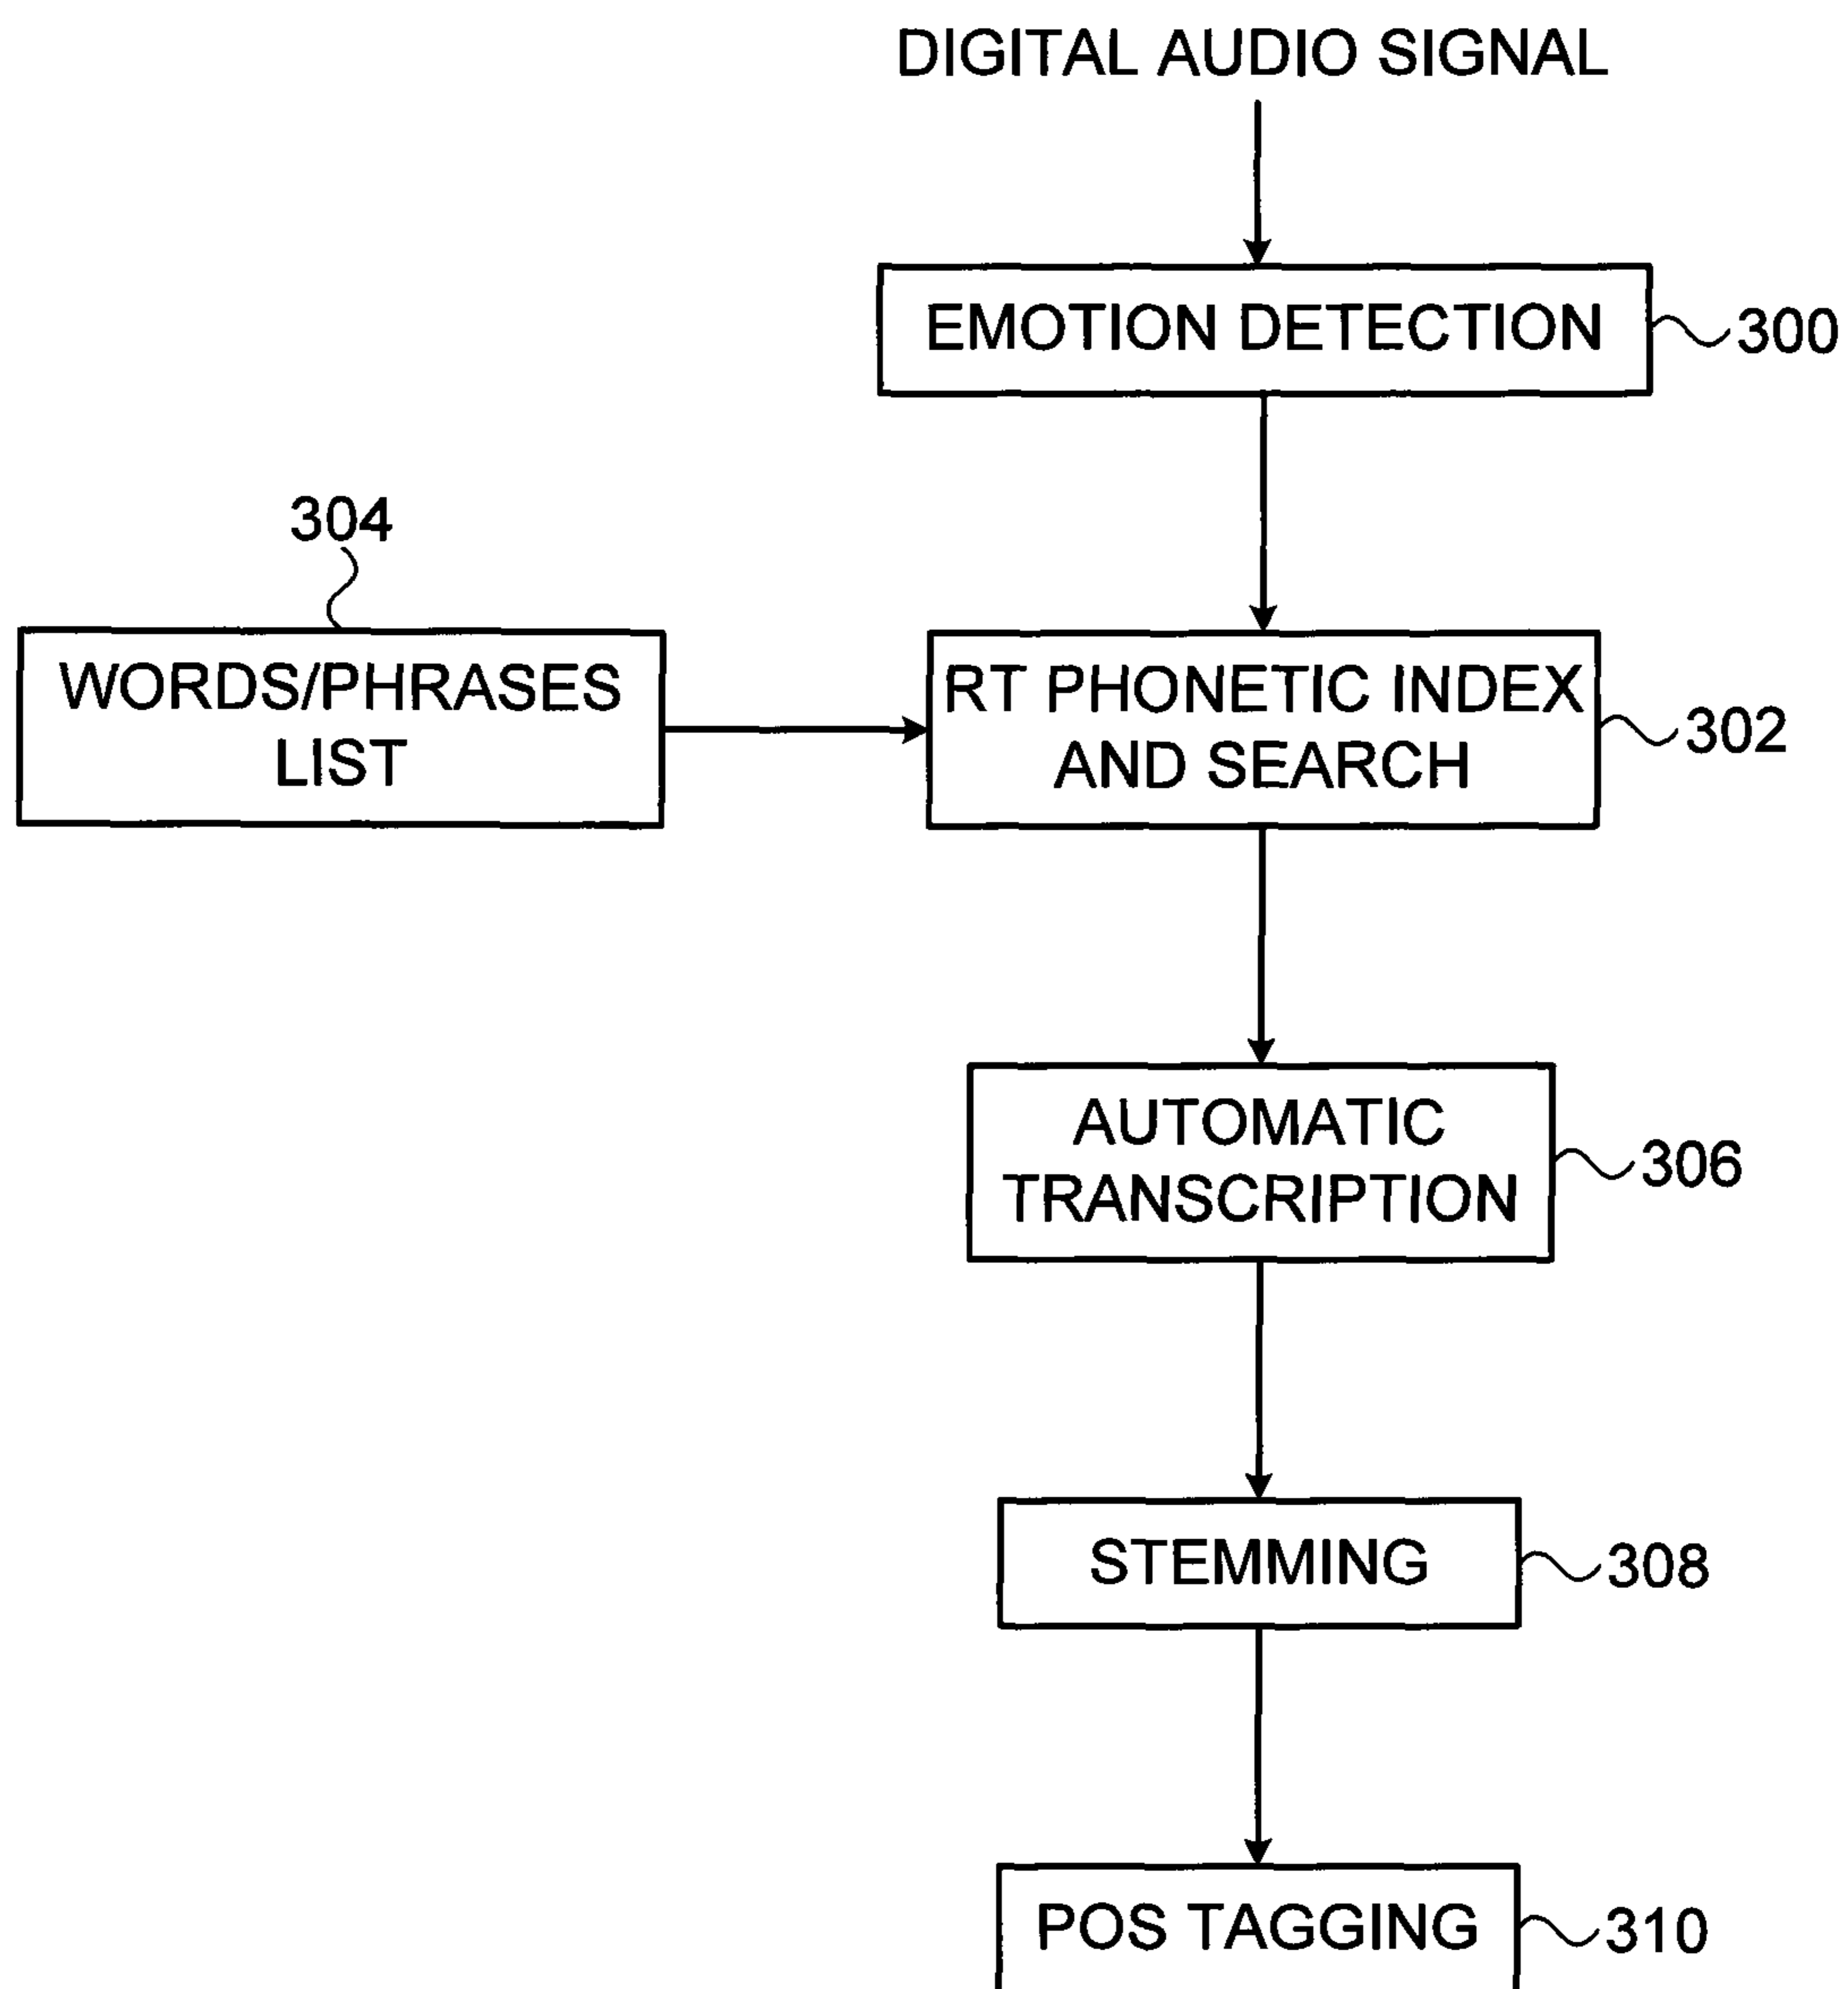 DIGITAL AUDIO SIGNAL
EMOTION DETECTION
300
304
WORDS/PHRASES
LIST
RT PHONETIC INDEX
AND SEARCH
302
AUTOMATIC
TRANSCRIPTION
306
STEMMING
308
POS TAGGING
310